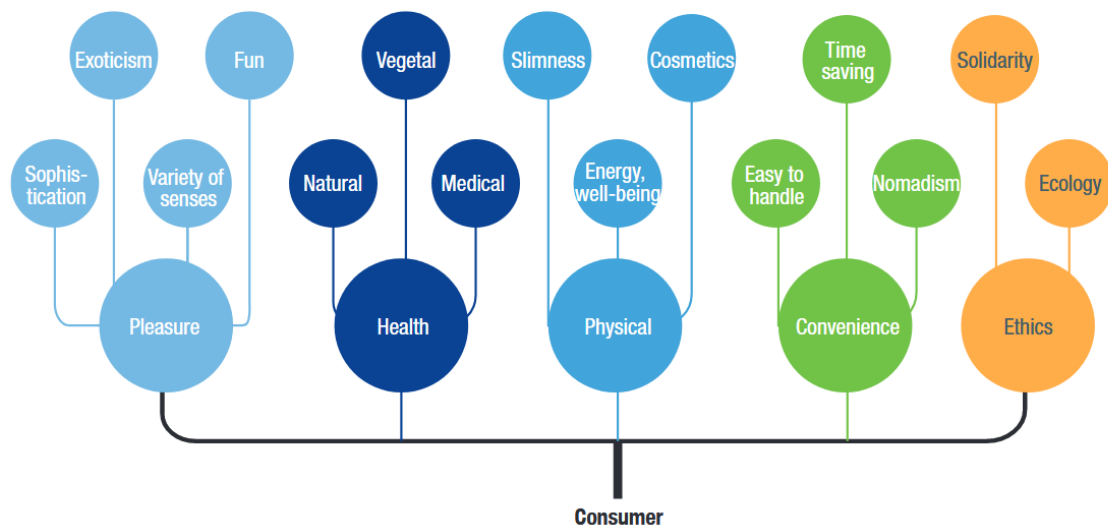 Exoticism
Fun
Vegetal
Slimness
Cosmetics
Time
saving
Solidarity
Sophis-
tication
Variety of
senses
Natural
Medical
Energy,
well-being
Easy to
handle
Nomadism
Ecology
Pleasure
Health
Physical
Convenience
Ethics
Consumer